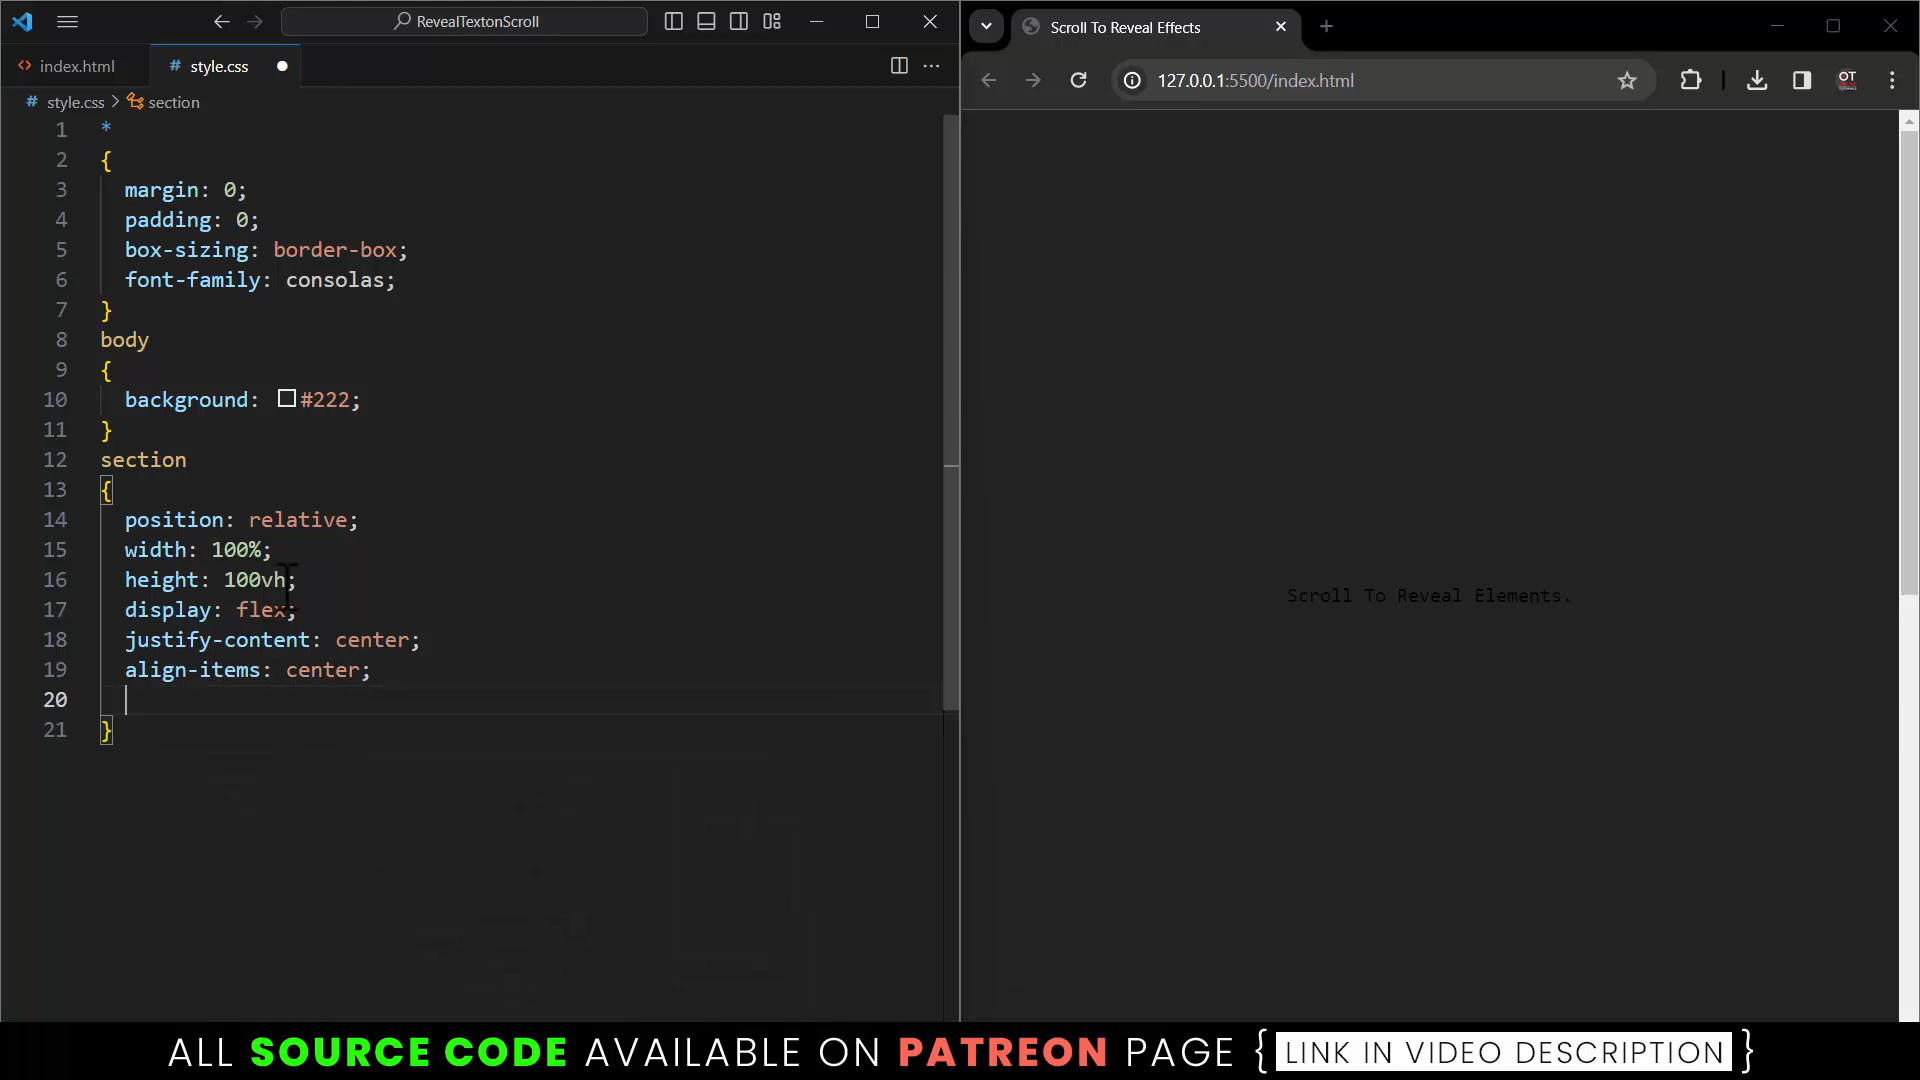 RevealTextonScroll
index.html
# style.css
# style.css > section
1 *
2 {
3 margin: 0;
4 padding: 0;
5 box-sizing: border-box;
6 font-family: consolas;
7 }
8 body
9 {
10 background: #222;
11 }
12 section
13 {
14 position: relative;
15 width: 100%;
16 height: 100vh;
17 display: flex;
18 justify-content: center;
19 align-items: center;
20
21 }
Scroll To Reveal Effects
127.0.0.1:5500/index.html
OT
Scroll To Reveal Elements.
ALL SOURCE CODE AVAILABLE ON PATREON PAGE { LINK IN VIDEO DESCRIPTION }